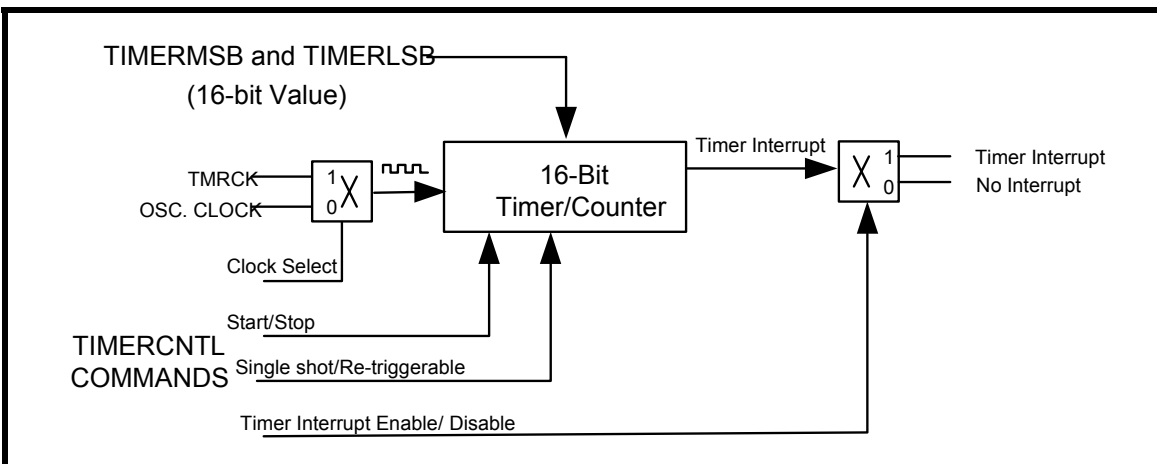 TIMERMSB and TIMERLSB
(16-bit Value)
Timer Interrupt
16-Bit
Timer/Counter
TMRCK
OSC. CLOCK
1
0
X
X
1
0
Timer Interrupt
No Interrupt
Clock Select
Start/Stop
TIMERCNTL
COMMANDS
Single shot/Re-triggerable
Timer Interrupt Enable/ Disable